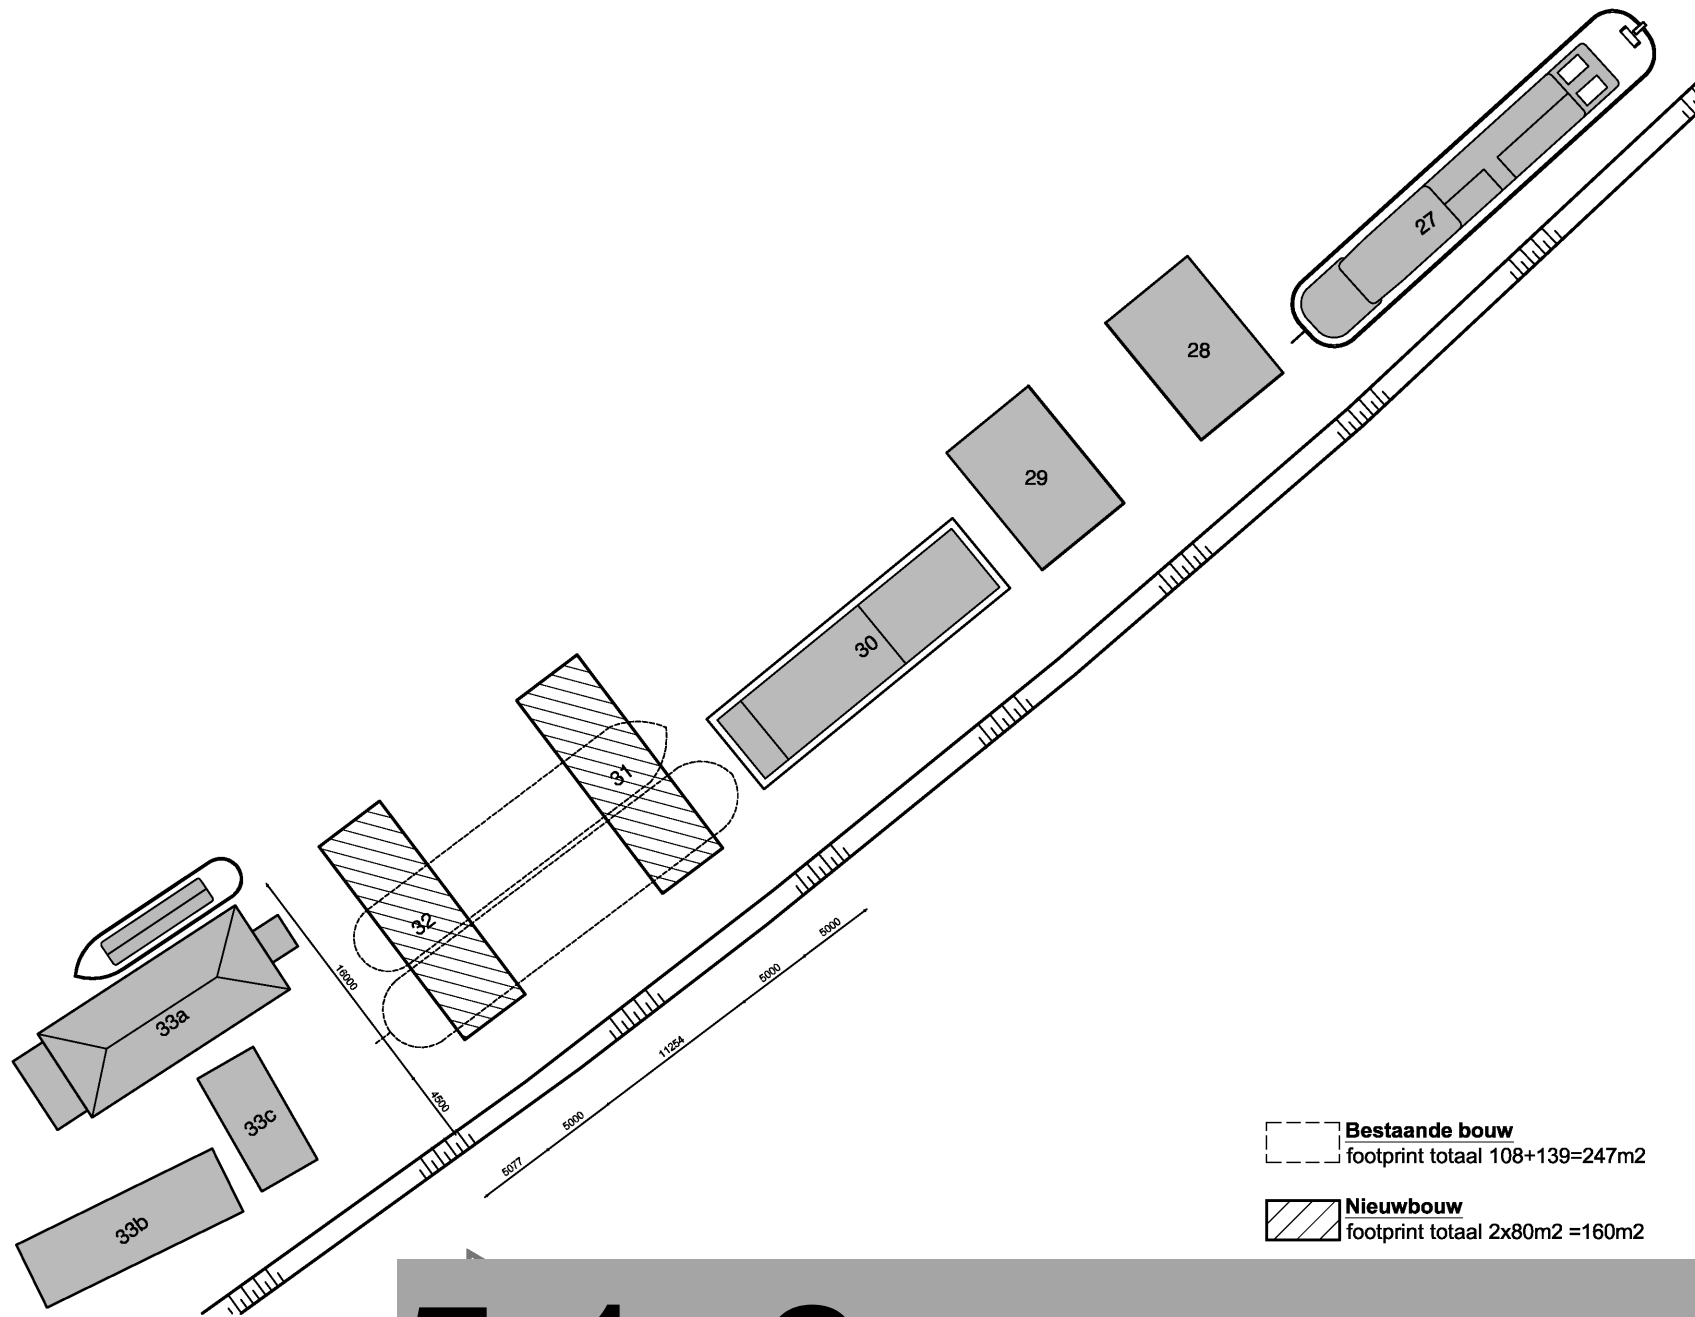 27
28
29
30
31
32
33a
33c
33b
16000
4500
5000
5000
11254
5000
5077
Bestaande bouw
footprint totaal 108+139=247m2
Nieuwbouw
footprint totaal 2x80m2 =160m2